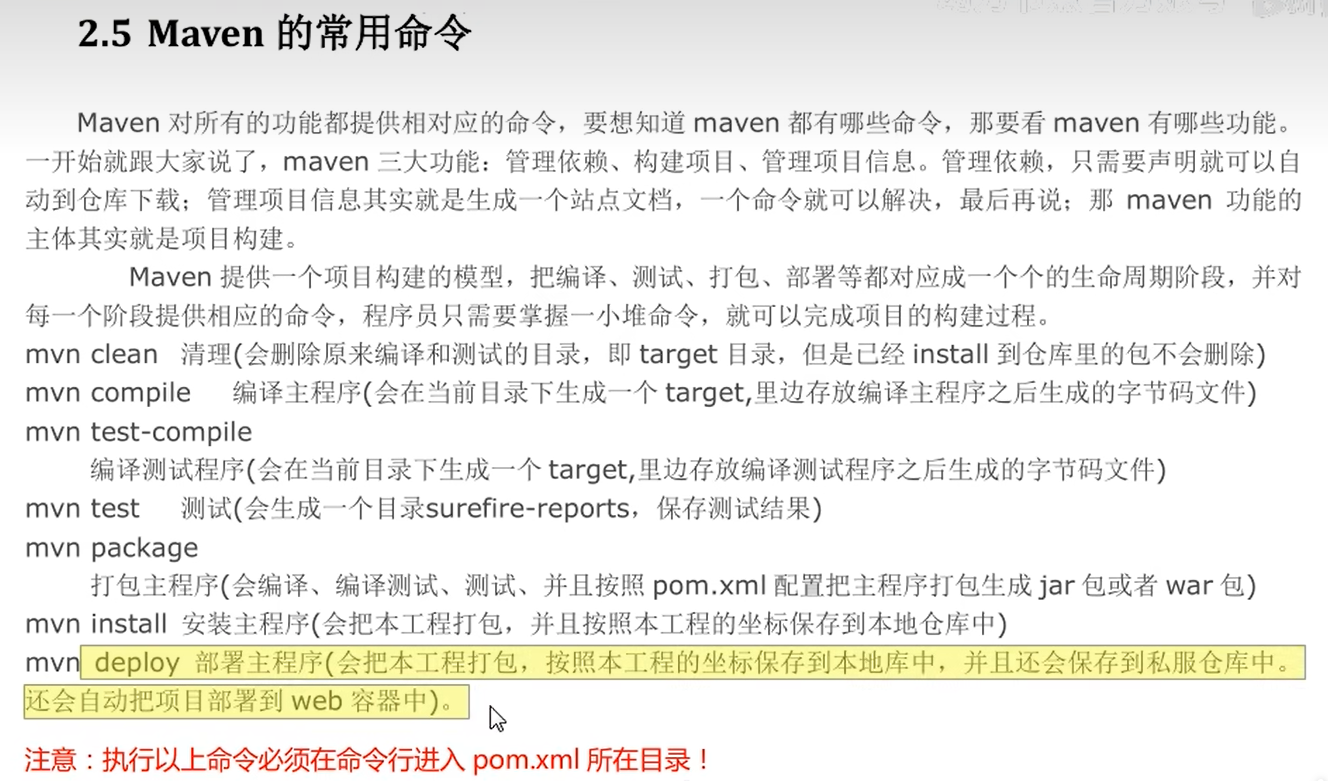 2.5 Maven 的常用命令
Maven 对所有的功能都提供相对应的命令，要想知道 maven 都有哪些命令，那要看 maven 有哪些功能。
一开始就跟大家说了，maven 三大功能：管理依赖、构建项目、管理项目信息。管理依赖，只需要声明就可以自
动到仓库下载；管理项目信息其实就是生成一个站点文档，一个命令就可以解决，最后再说；那 maven 功能的
主体其实就是项目构建。
Maven 提供一个项目构建的模型，把编译、测试、打包、部署等都对应成一个个的生命周期阶段，并对
每一个阶段提供相应的命令，程序员只需要掌握一小堆命令，就可以完成项目的构建过程。
mvn clean 清理(会删除原来编译和测试的目录，即 target 目录，但是已经 install 到仓库里的包不会删除)
mvn compile 编译主程序(会在当前目录下生成一个 target,里边存放编译主程序之后生成的字节码文件)
mvn test-compile
编译测试程序(会在当前目录下生成一个 target,里边存放编译测试程序之后生成的字节码文件)
mvn test 测试(会生成一个目录surefire-reports，保存测试结果)
mvn package
打包主程序(会编译、编译测试、测试、并且按照 pom.xml 配置把主程序打包生成 jar 包或者 war 包)
mvn install 安装主程序(会把本工程打包，并且按照本工程的坐标保存到本地仓库中)
mvn deploy 部署主程序(会把本工程打包，按照本工程的坐标保存到本地库中，并且还会保存到私服仓库中。
还会自动把项目部署到 web 容器中)。
注意：执行以上命令必须在命令行进入 pom.xml 所在目录！